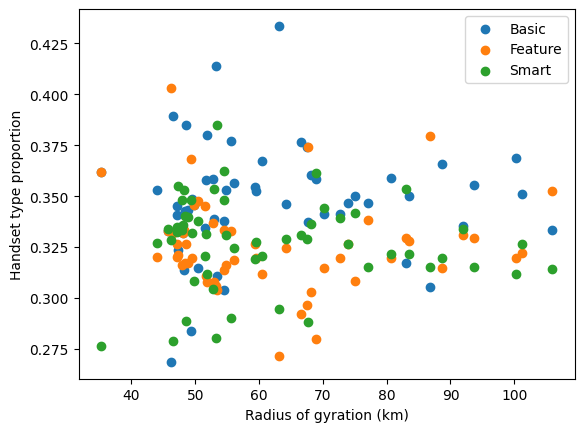 Basic
Feature
Smart
0.425
0.400
0.375
0.350
0.325
0.300
0.275
Handset type proportion
40 50 60 70 80 90 100
Radius of gyration (km)